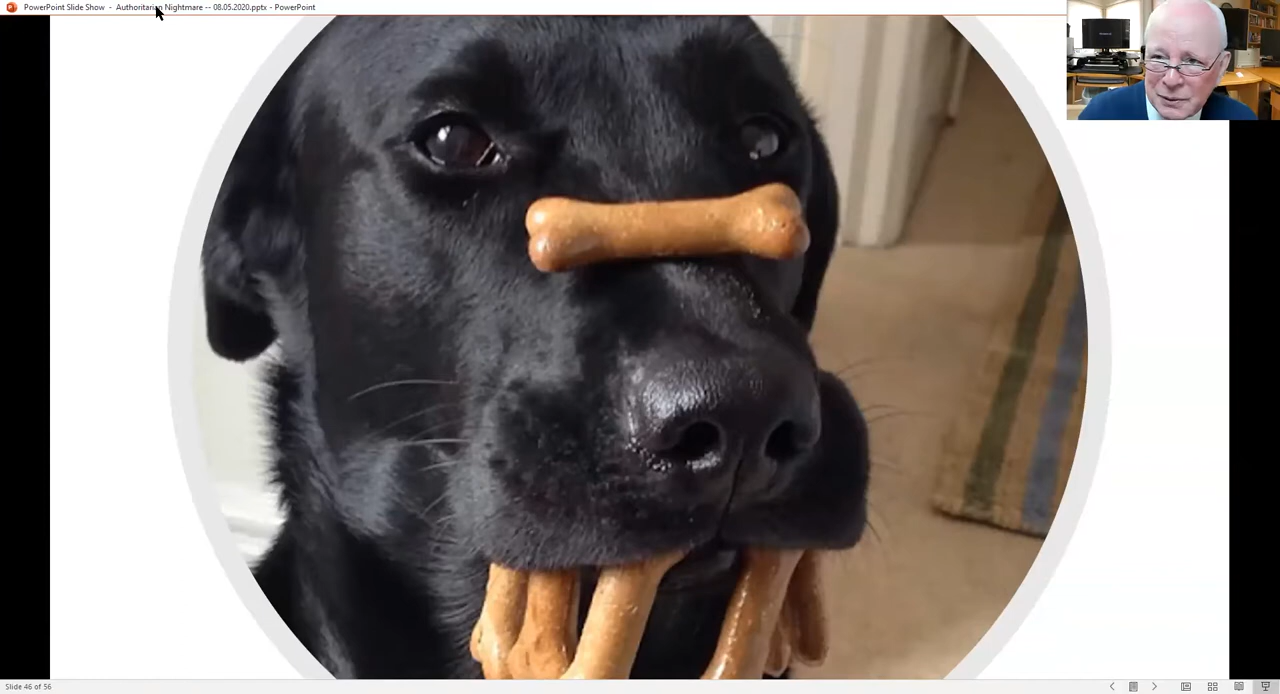 PowerPoint Slide Show - Authoritarian Nightmare -- 08.05.2020.pptx - PowerPoint
Slide 46 of 56